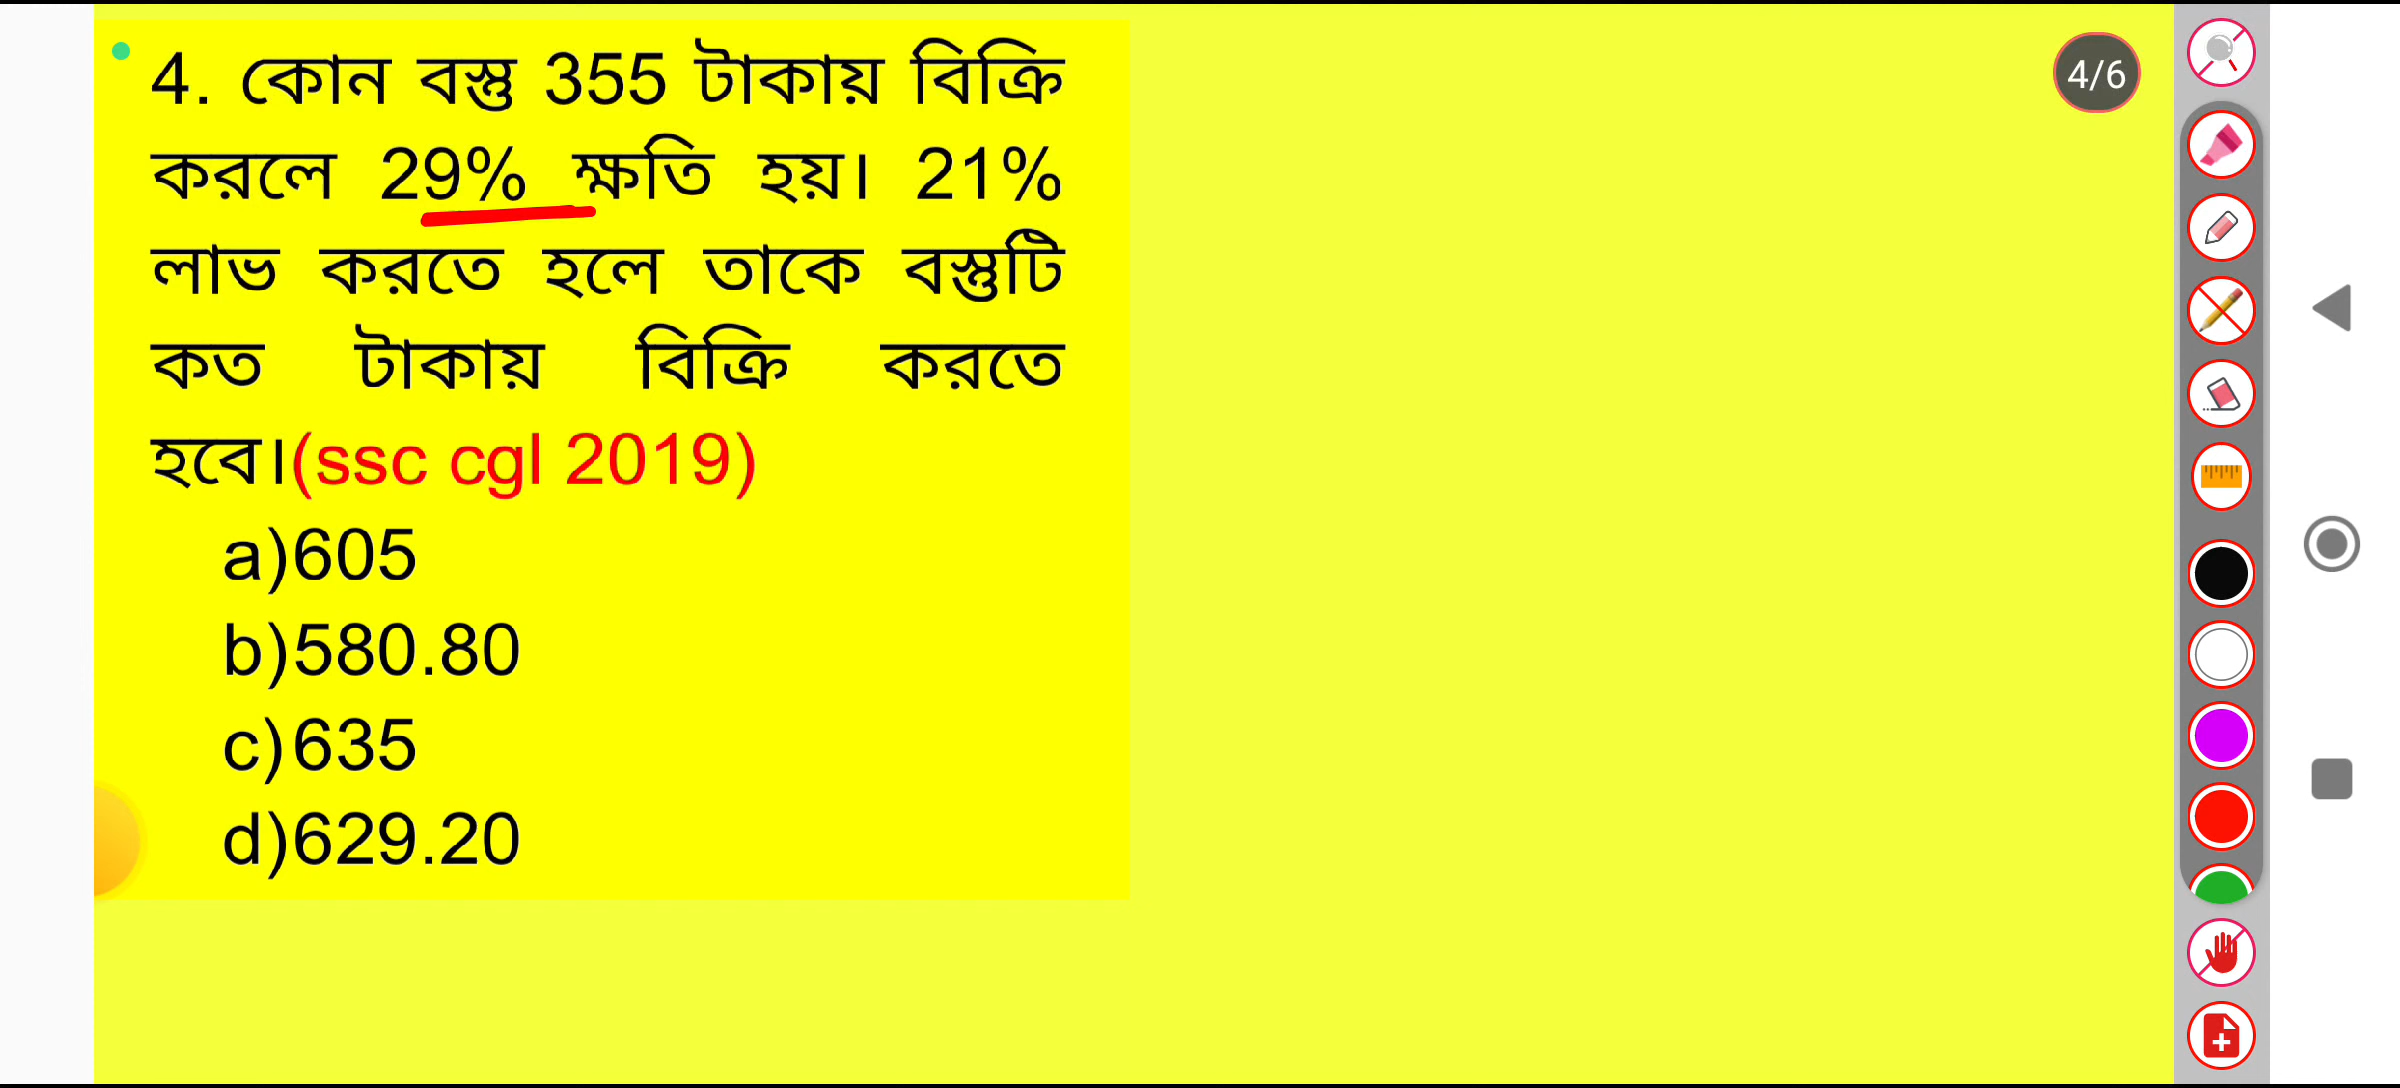 4. কোন বস্তু 355 টাকায় বিক্রি
করলে 29% ক্ষতি হয়। 21%
লাভ করতে হলে তাকে বস্তুটি
কত টাকায় বিক্রি করতে
হবে।(ssc cgl 2019)
a)605
b)580.80
c)635
d)629.20
4/6